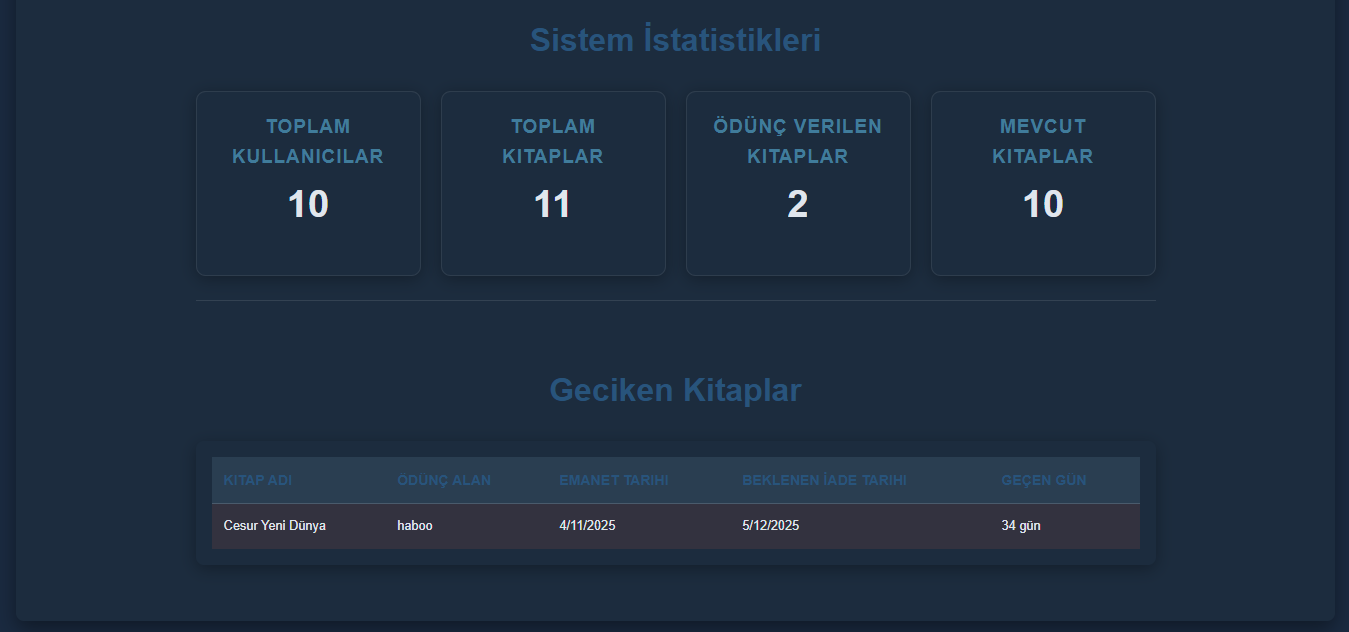 Sistem İstatistikleri
TOPLAM
KULLANICILAR
10
TOPLAM
KITAPLAR
11
ÖDÜNÇ VERILEN
KITAPLAR
2
MEVCUT
KITAPLAR
10
Geciken Kitaplar
KITAP ADI ÖDÜNÇ ALAN EMANET TARIHI BEKLENEN İADE TARIHI GEÇEN GÜN
Cesur Yeni Dünya haboo 4/11/2025 5/12/2025 34 gün